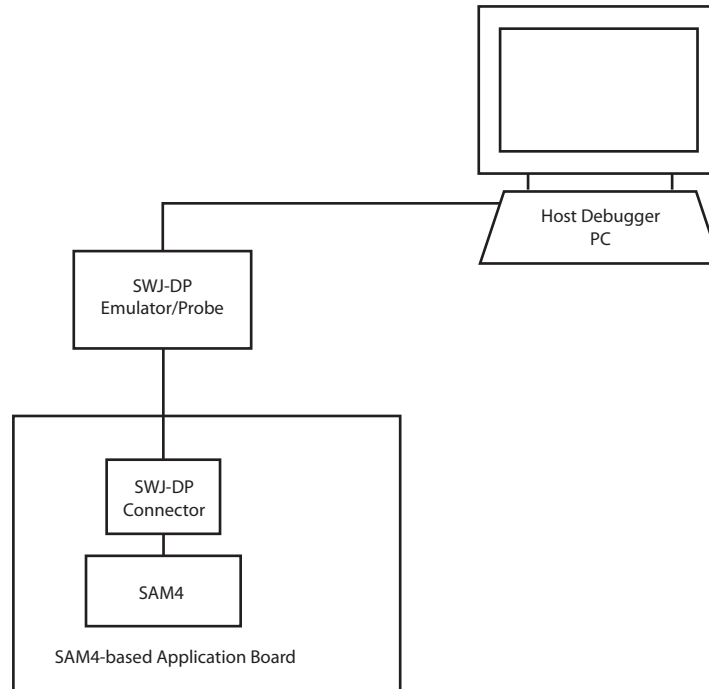 Host Debugger
PC
SWJ-DP
Emulator/Probe
SWJ-DP
Connector
SAM4
SAM4-based Application Board